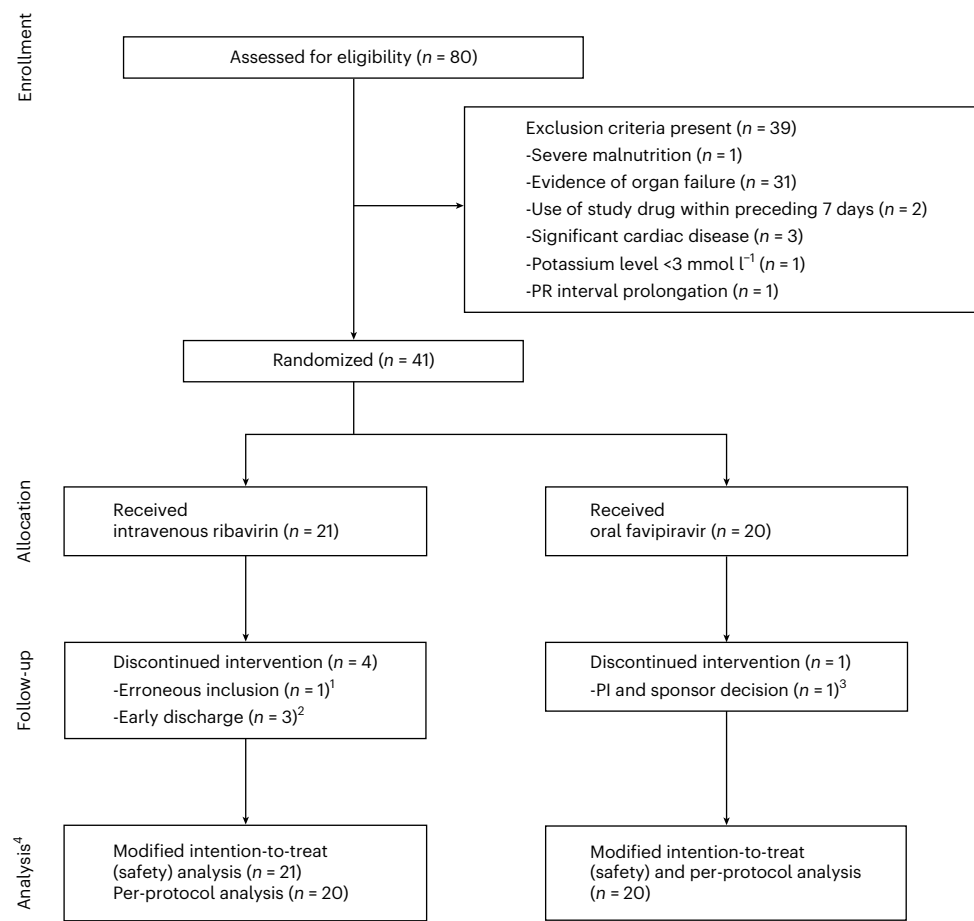 Enrollment
Assessed for eligibility (n = 80)
Exclusion criteria present (n = 39)
-Severe malnutrition (n = 1)
-Evidence of organ failure (n = 31)
-Use of study drug within preceding 7 days (n = 2)
-Significant cardiac disease (n = 3)
-Potassium level <3 mmol l⁻¹ (n = 1)
-PR interval prolongation (n = 1)
Randomized (n = 41)
Allocation
Received
intravenous ribavirin (n = 21)
Received
oral favipiravir (n = 20)
Follow-up
Discontinued intervention (n = 4)
-Erroneous inclusion (n = 1)¹
-Early discharge (n = 3)²
Discontinued intervention (n = 1)
-PI and sponsor decision (n = 1)³
Analysis⁴
Modified intention-to-treat
(safety) analysis (n = 21)
Per-protocol analysis (n = 20)
Modified intention-to-treat
(safety) and per-protocol analysis
(n = 20)